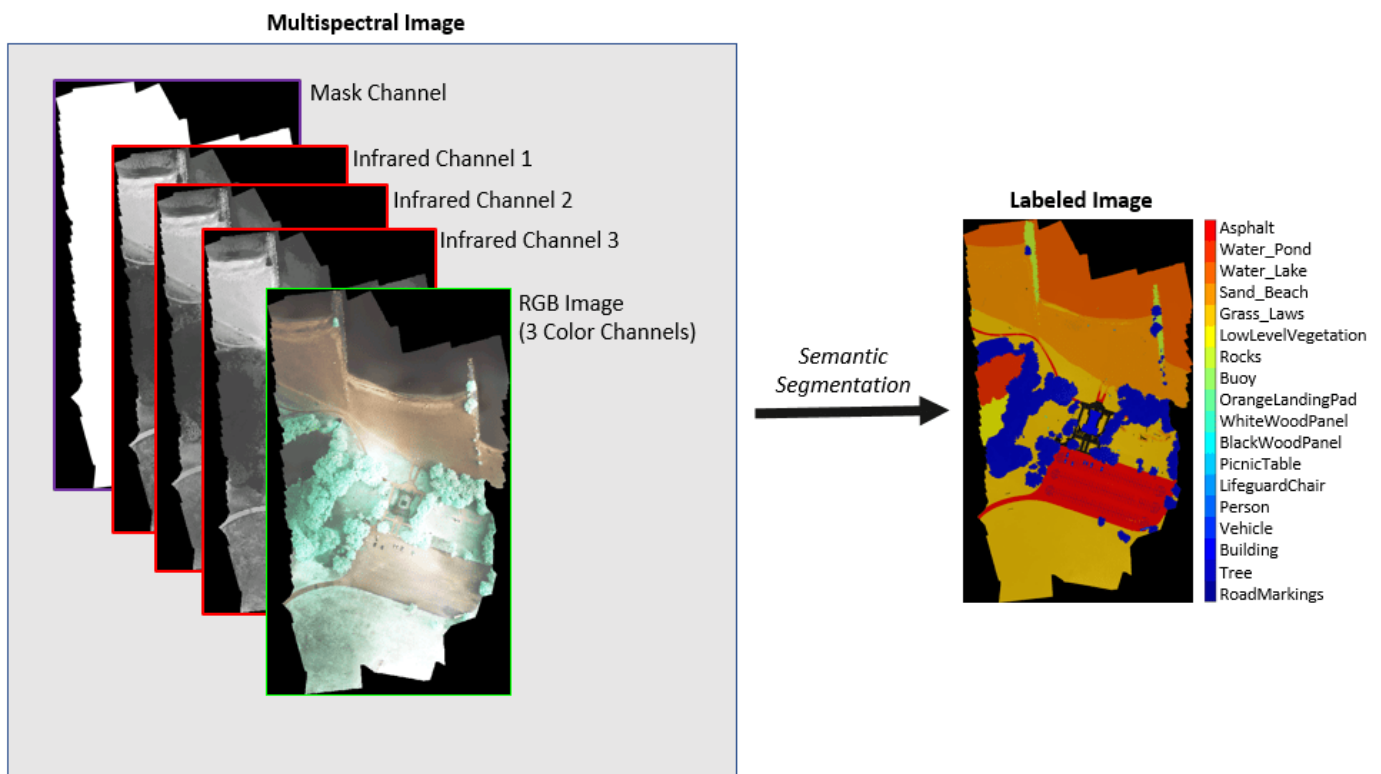 Multispectral Image
Mask Channel
Infrared Channel 1
Infrared Channel 2
Infrared Channel 3
RGB Image
(3 Color Channels)
Semantic
Segmentation
Labeled Image
Asphalt
Water_Pond
Water_Lake
Sand_Beach
Grass_Laws
LowLevelVegetation
Rocks
Buoy
OrangeLandingPad
WhiteWoodPanel
BlackWoodPanel
PicnicTable
LifeguardChair
Person
Vehicle
Building
Tree
RoadMarkings